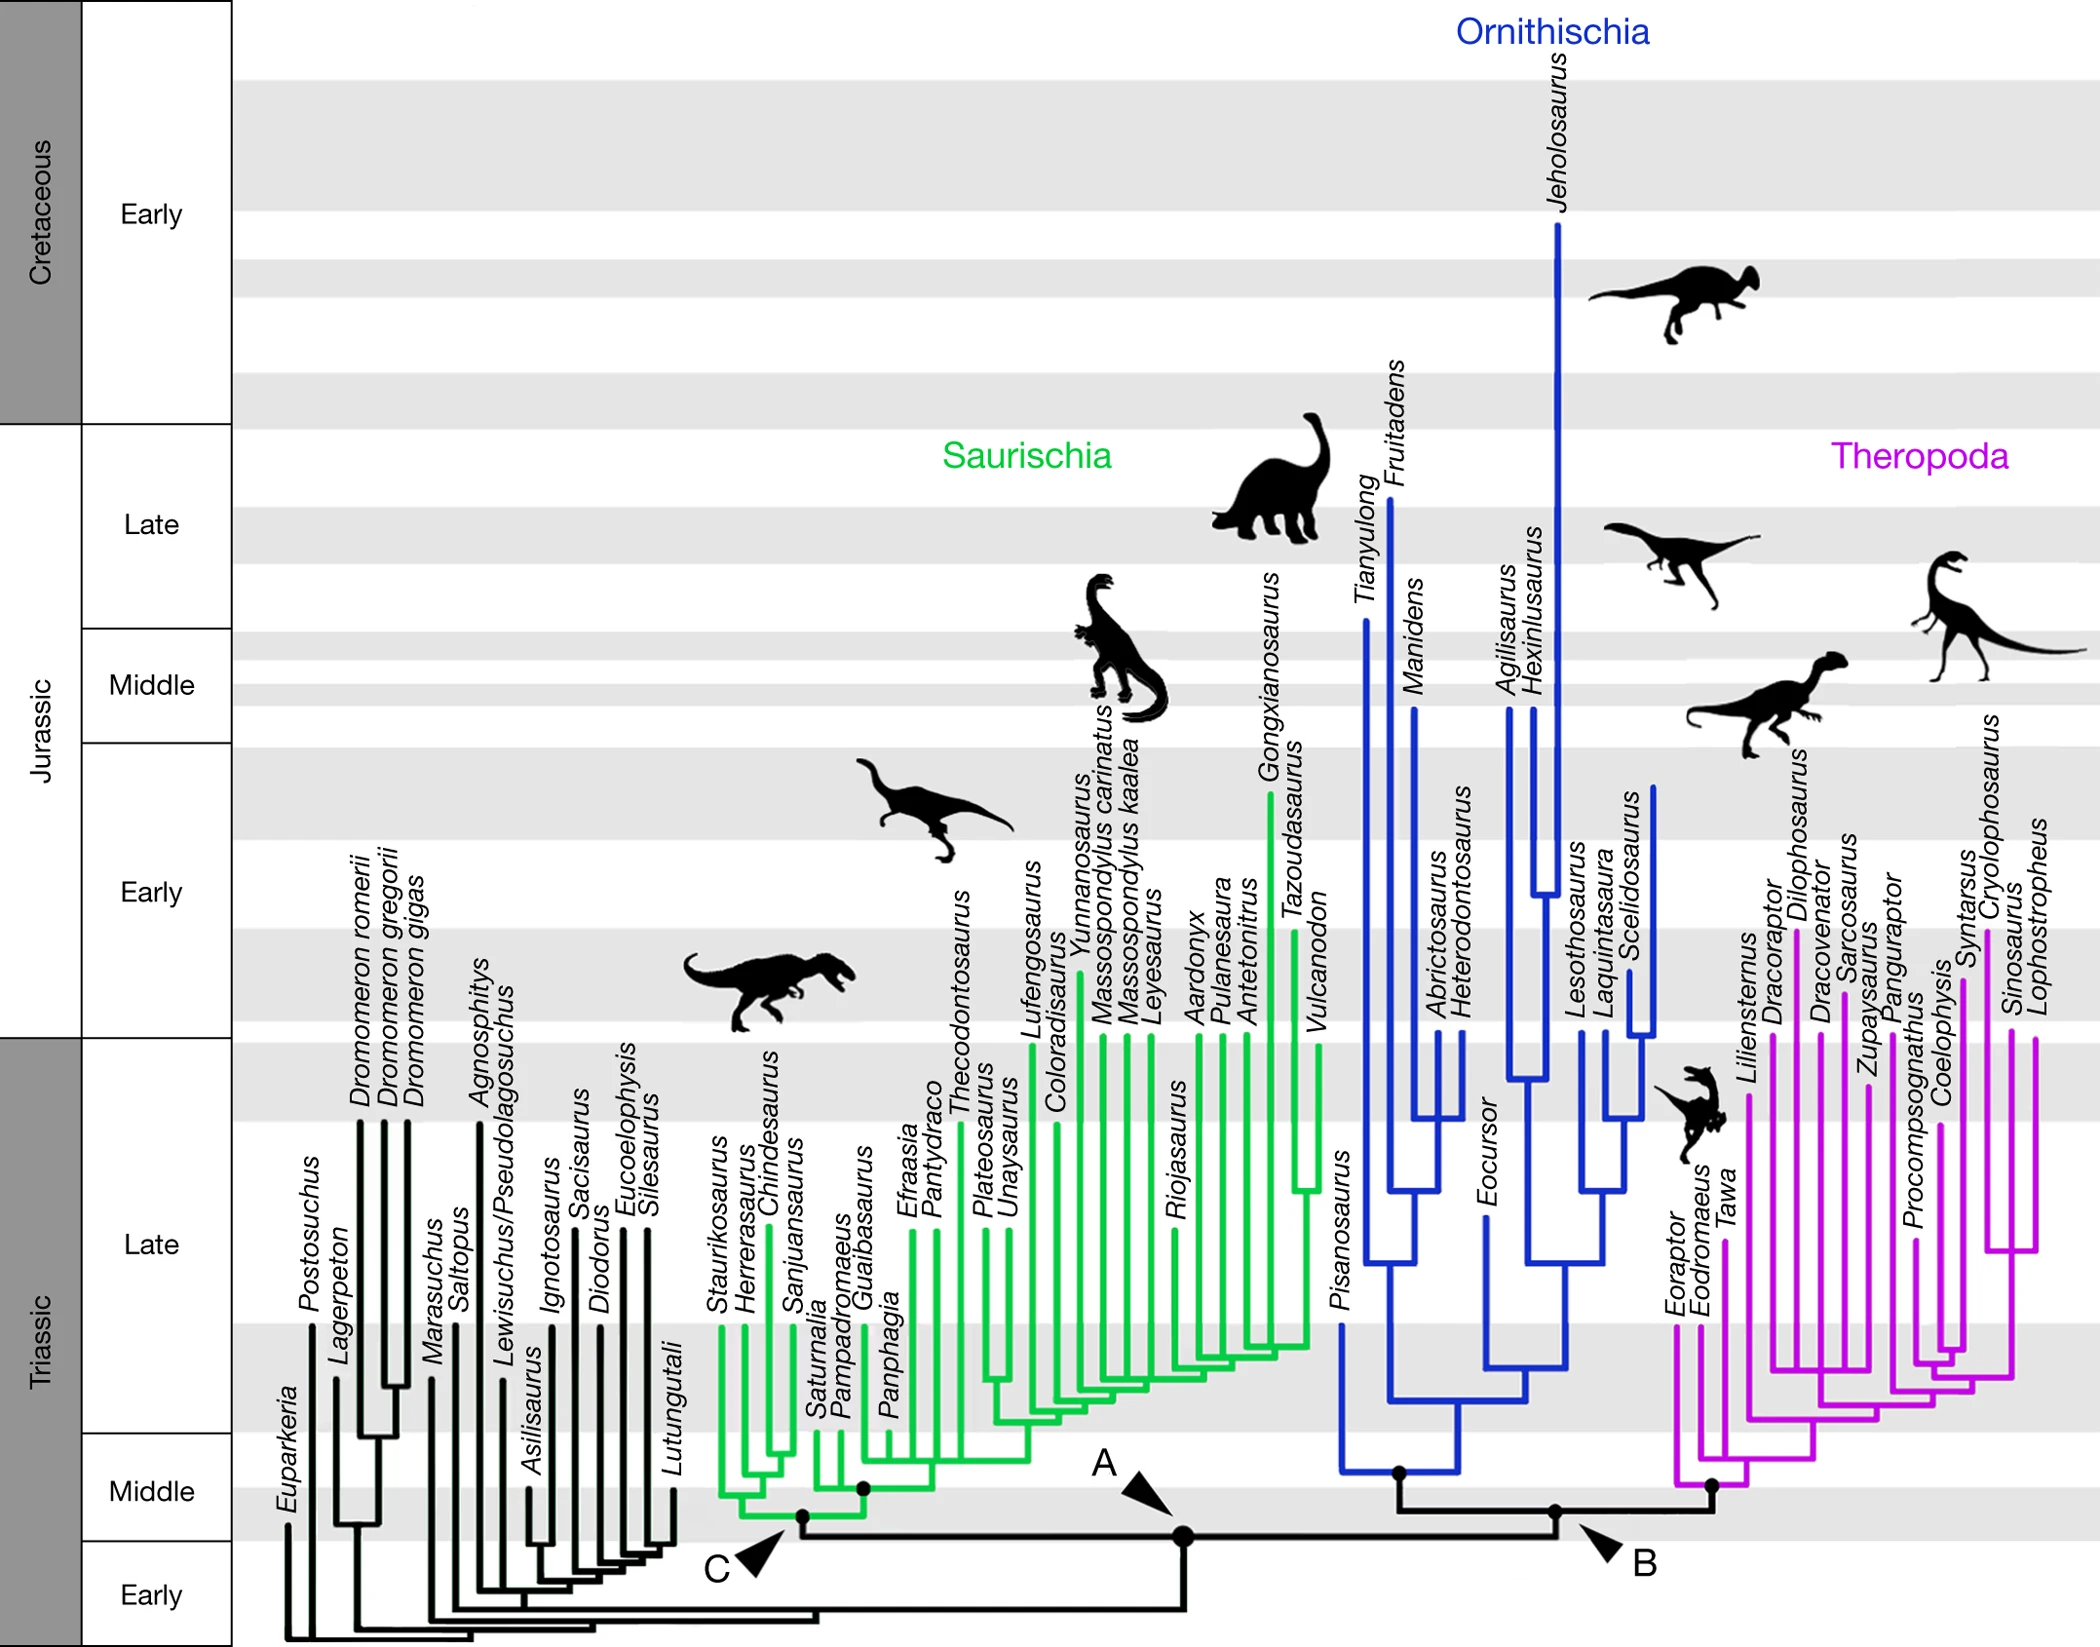 Ornithischia
Cretaceous
Early
Jeholosaurus
Saurischia
Theropoda
Jurassic
Late
Middle
Early
Triassic
Late
Middle
Early
Euparkeria
Postosuchus
Lagerpeton
Dromomeron romerii
Dromomeron gregorii
Dromomeron gigas
Marasuchus
Saltopus
Agnosphitys
Lewisuchus/Pseudolagosuchus
Asilisaurus
Ignotosaurus
Sacisaurus
Diodorus
Eucoelophysis
Silesaurus
Lutungutali
Staurikosaurus
Herrerasaurus
Chindesaurus
Sanjuansaurus
Saturnalia
Pampadromaeus
Guaibasaurus
Panphagia
Efraasia
Pantydraco
Thecodontosaurus
Plateosaurus
Unaysaurus
Lufengosaurus
Coloradisaurus
Yunnanosaurus
Massospondylus carinatus
Massospondylus kaalea
Leyesaurus
Riojasaurus
Aardonyx
Pulanesaura
Antetonitrus
Gongxianosaurus
Tazoudasaurus
Vulcanodon
Pisanosaurus
Tianyulong
Fruitadens
Manidens
Abrictosaurus
Heterodontosaurus
Eocursor
Agilisaurus
Hexinlusaurus
Lesothosaurus
Laquintasaura
Scelidosaurus
Eoraptor
Eodromaeus
Tawa
Liliensternus
Dracoraptor
Dilophosaurus
Dracovenator
Sarcosaurus
Zupaysaurus
Panguraptor
Procompsognathus
Coelophysis
Syntarsus
Cryolophosaurus
Sinosaurus
Lophostropheus
A
B
C